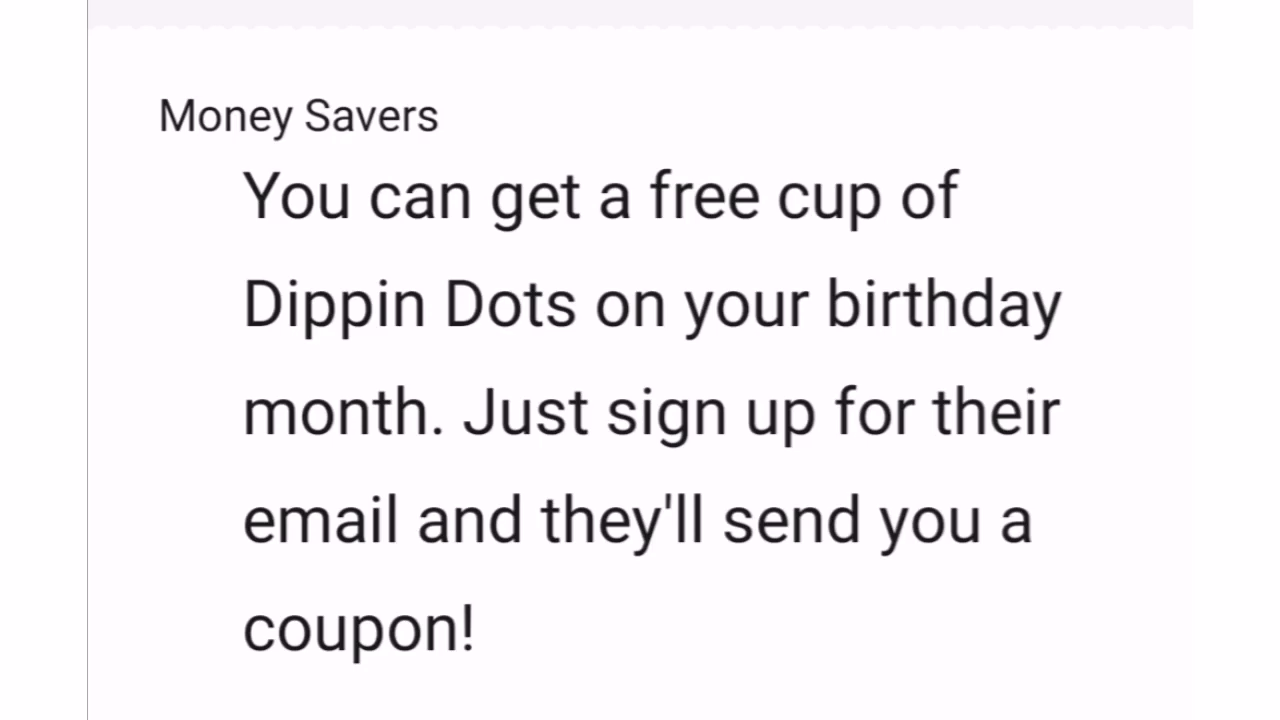 Money Savers
You can get a free cup of
Dippin Dots on your birthday
month. Just sign up for their
email and they'll send you a
coupon!